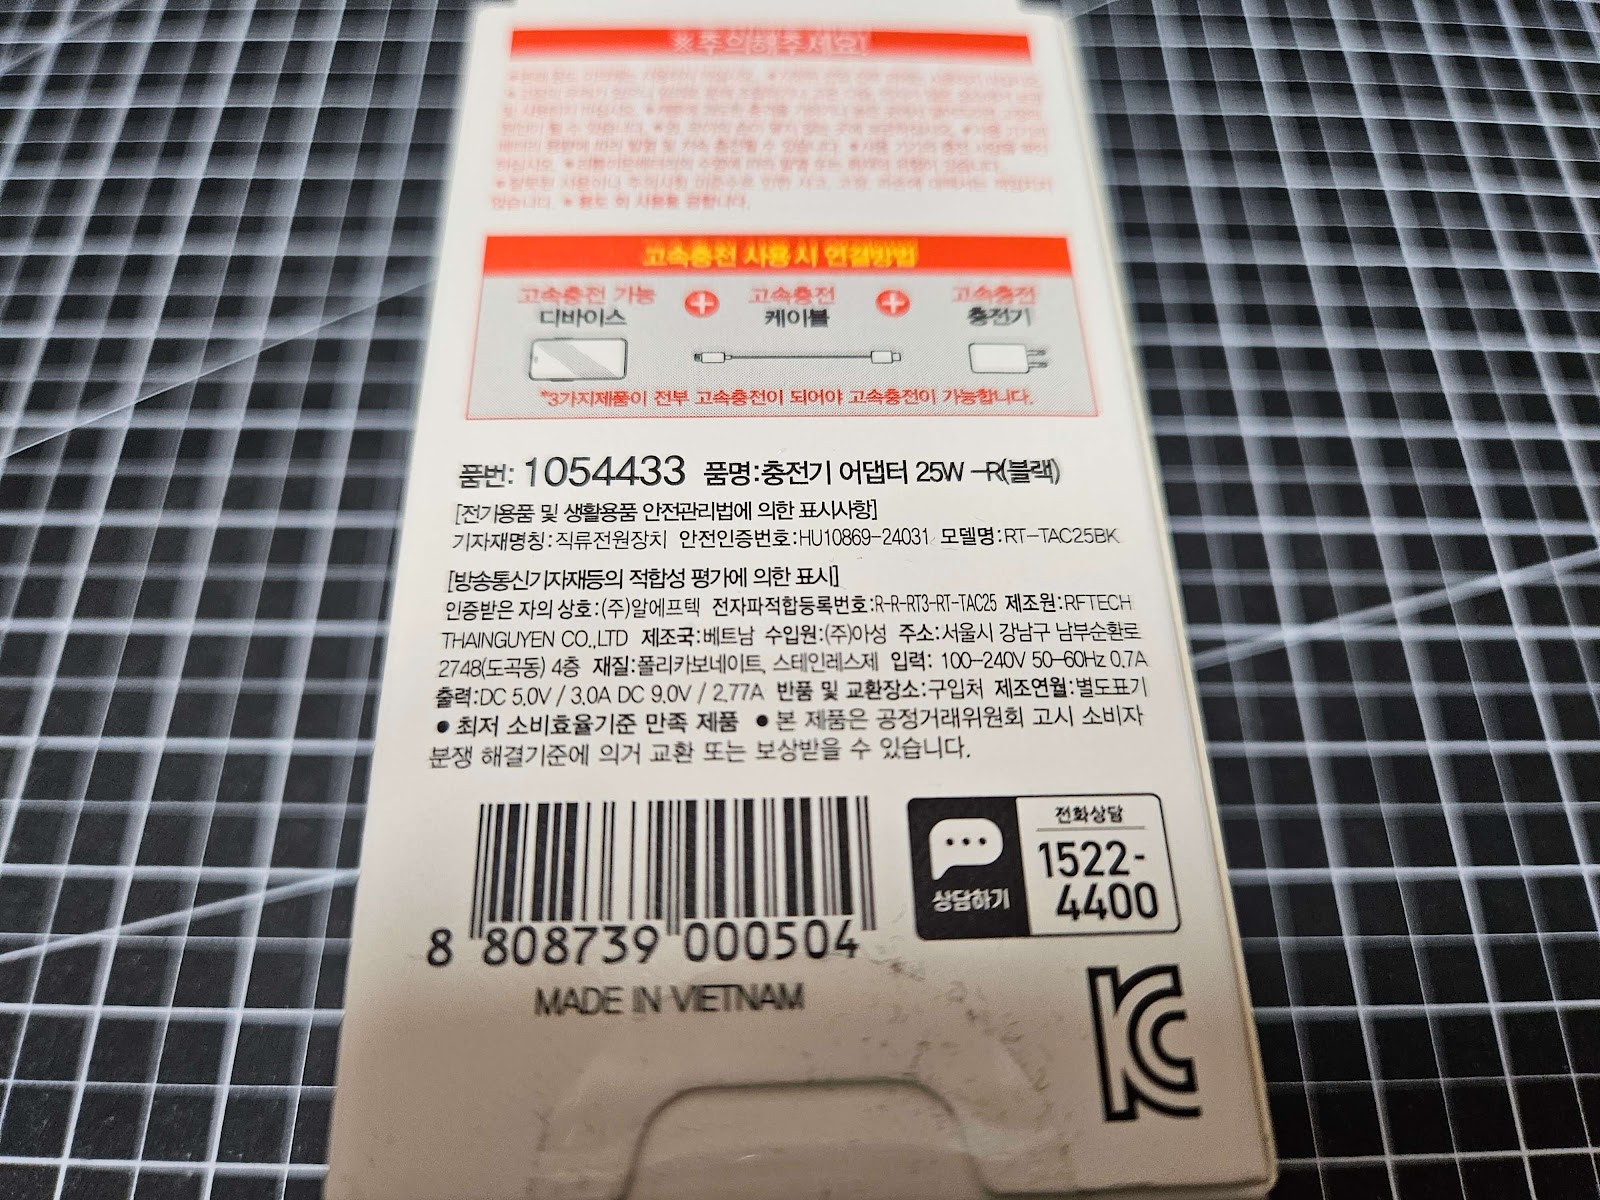 ※주의해주세요!
있습니다. ※용도 외 사용을 금합니다.
고속충전 사용 시 연결방법
고속충전 가능 디바이스 + 고속충전 케이블 + 고속충전 충전기
*3가지제품이 전부 고속충전이 되어야 고속충전이 가능합니다.
품번: 1054433 품명:충전기 어댑터 25W -R(블랙)
[전기용품 및 생활용품 안전관리법에 의한 표시사항]
기자재명칭:직류전원장치 안전인증번호:HU10869-24031 모델명:RT-TAC25BK
[방송통신기자재등의 적합성 평가에 의한 표시]
인증받은 자의 상호:(주)알에프텍 전자파적합등록번호:R-R-RT3-RT-TAC25 제조원:RFTECH
THAINGUYEN CO.,LTD 제조국:베트남 수입원:(주)아성 주소:서울시 강남구 남부순환로
2748(도곡동) 4층 재질:폴리카보네이트, 스테인레스제 입력: 100-240V 50-60Hz 0.7A
출력:DC 5.0V / 3.0A DC 9.0V / 2.77A 반품 및 교환장소:구입처 제조연월:별도표기
● 최저 소비효율기준 만족 제품 ● 본 제품은 공정거래위원회 고시 소비자
분쟁 해결기준에 의거 교환 또는 보상받을 수 있습니다.
상담하기
전화상담
1522-
4400
8 808739 000504
MADE IN VIETNAM
KC